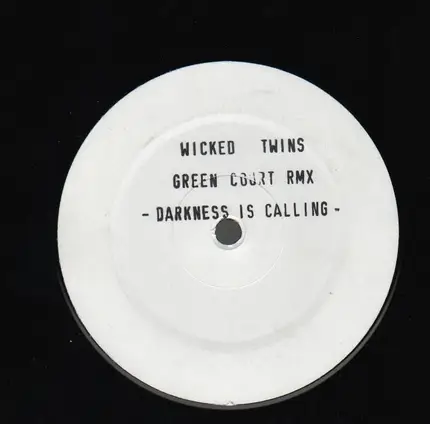 WICKED TWINS
GREEN COURT RMX
- DARKNESS IS CALLING -